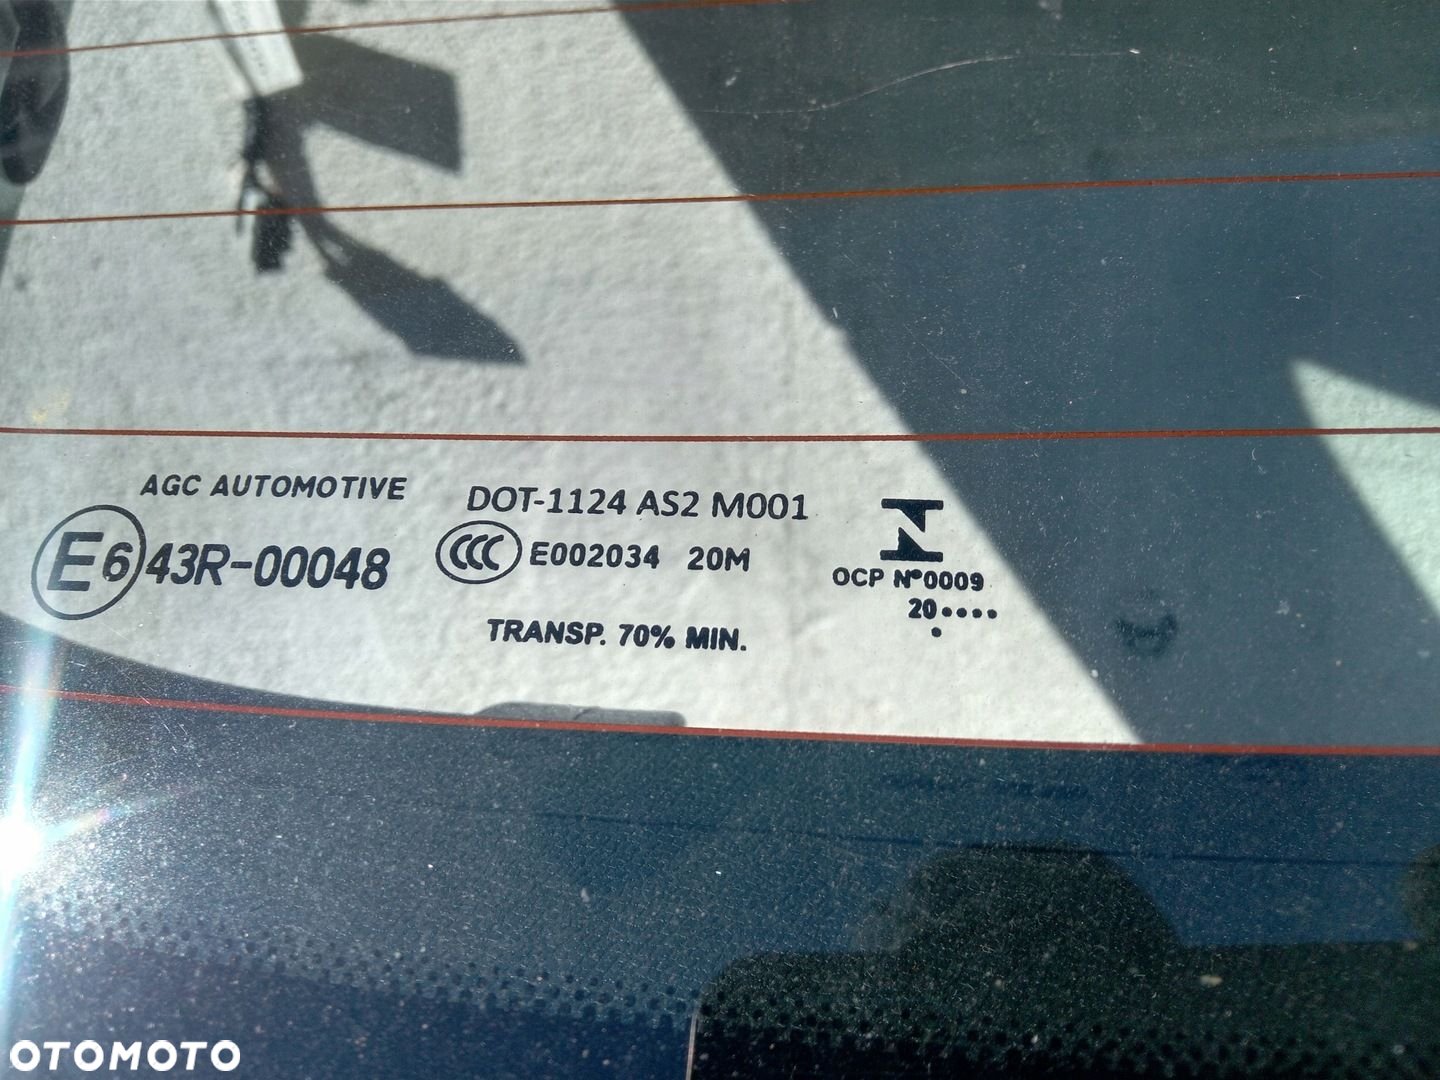 AGC AUTOMOTIVE
E6 43R-00048
DOT-1124 AS2 M001
CCC E002034 20M
TRANSP. 70% MIN.
OCP Nº0009
20••••
•
OTOMOTO